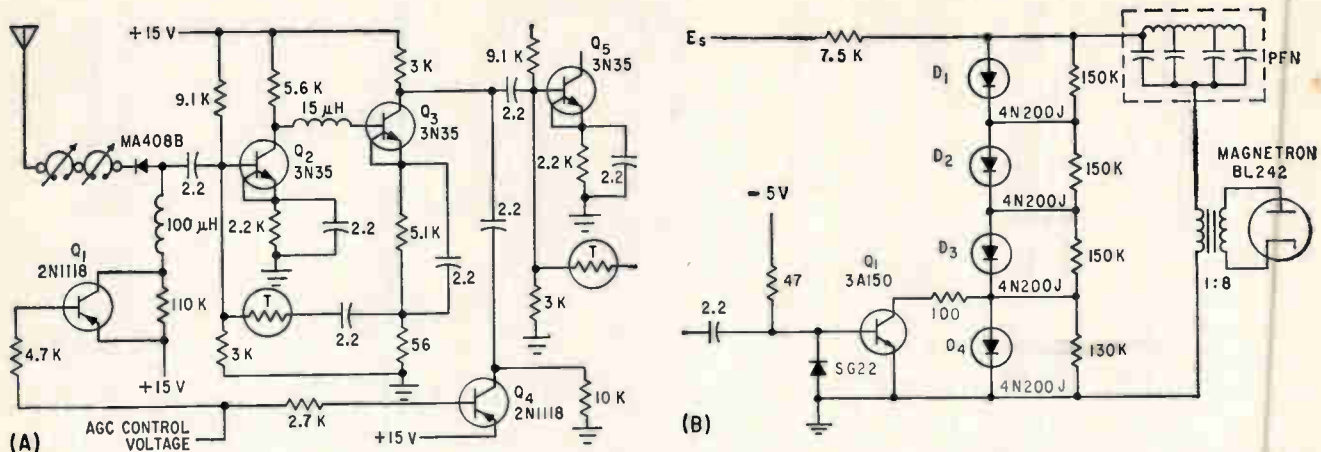 +15 V
9.1 K
5.6 K
15 µH
3 K
Q3
3N35
MA408B
2.2
Q2
3N35
100 µH
2.2 K
2.2
5.1 K
2.2
Q1
2N1118
110 K
T
2.2
4.7 K
3 K
56
+15 V
2.7 K
AGC CONTROL
VOLTAGE
Q4
2N1118
10 K
+15 V
(A)
9.1 K
Q5
3N35
2.2
2.2 K
2.2
2.2
T
3 K
Es
7.5 K
D1
150K
4N200J
D2
150K
4N200J
D3
150K
4N200J
PFN
MAGNETRON
BL242
1:8
- 5V
47
Q1
3A150
100
2.2
SG22
D4
130K
4N200J
(B)